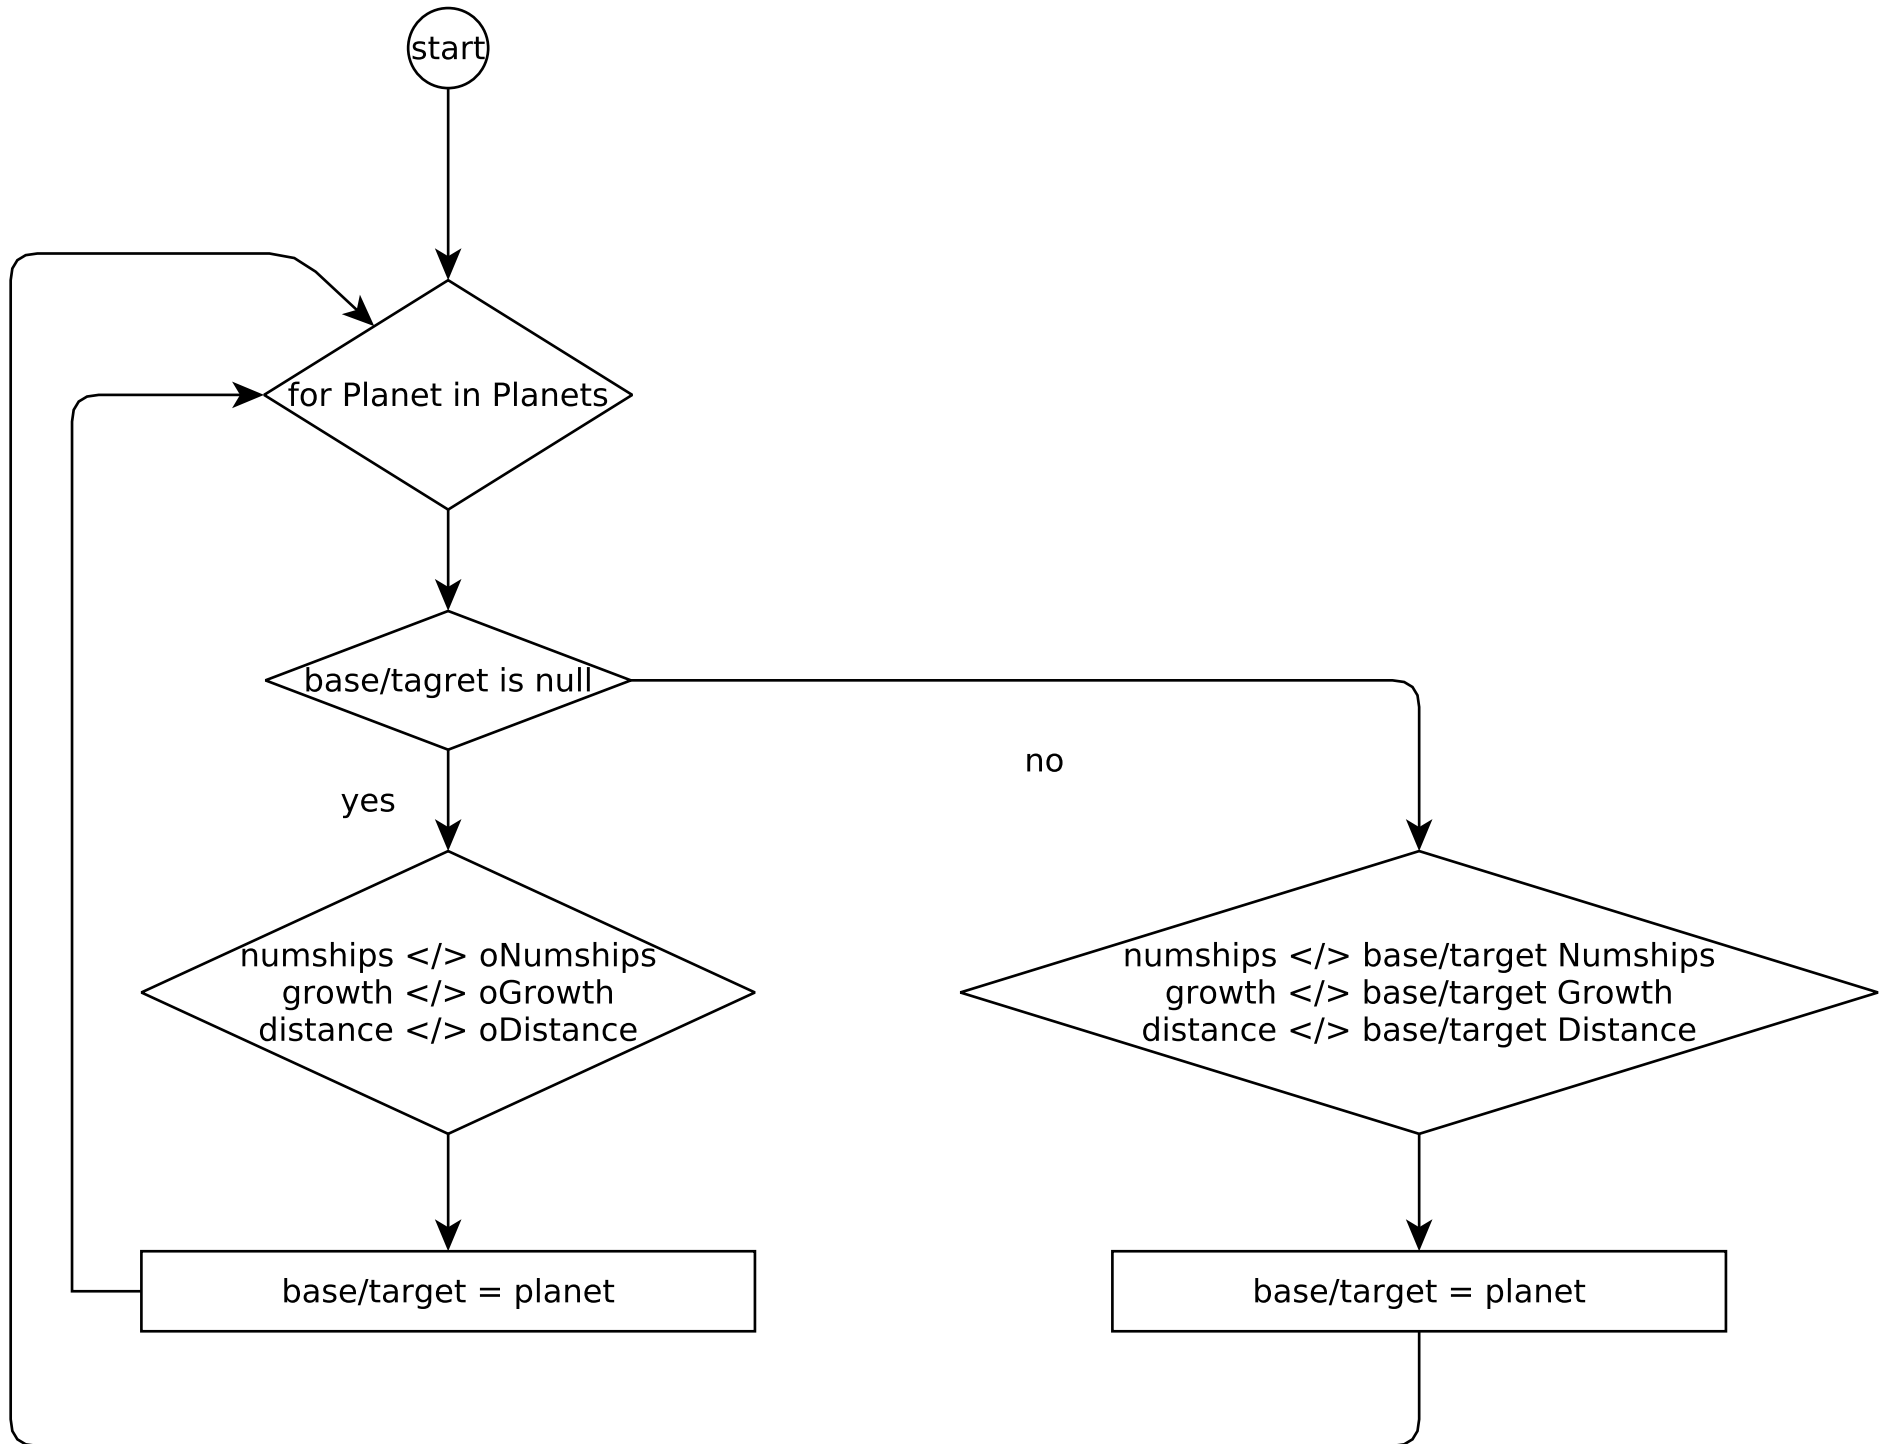 start
for Planet in Planets
base/tagret is null
no
yes
numships </> oNumships
growth </> oGrowth
distance </> oDistance
numships </> base/target Numships
growth </> base/target Growth
distance </> base/target Distance
base/target = planet
base/target = planet